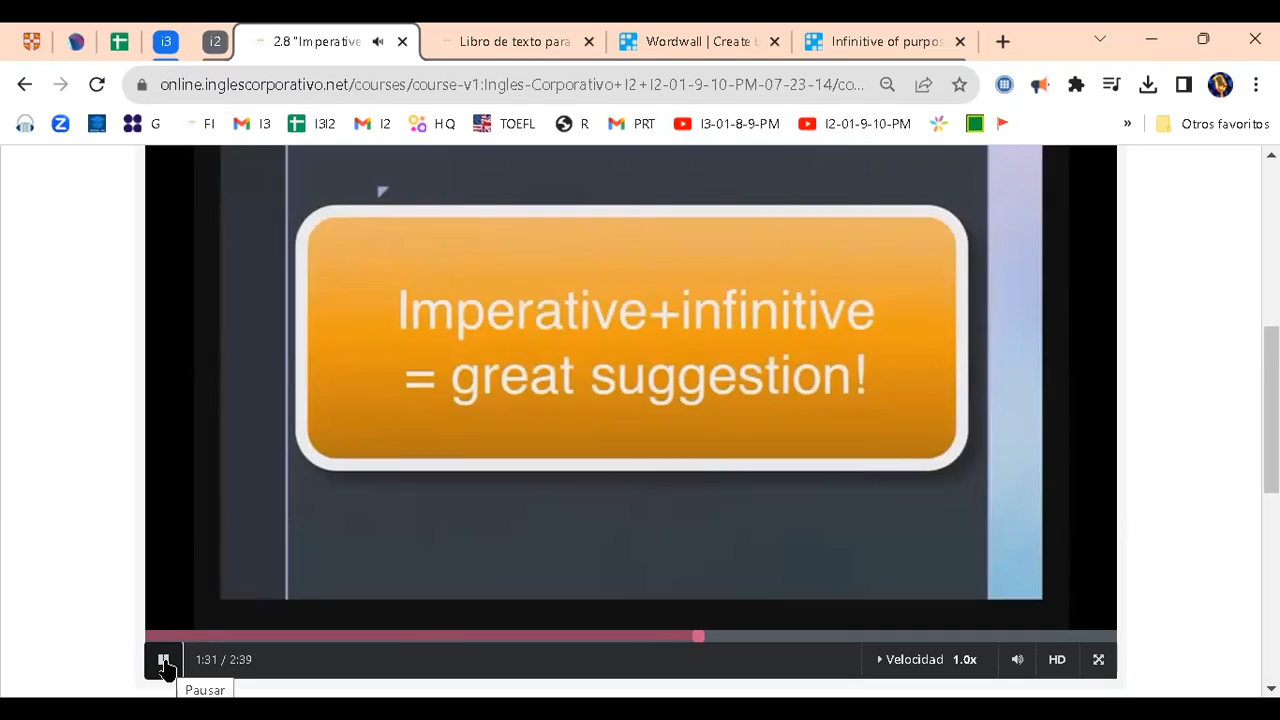 i3
i2
2.8 "Imperative
Libro de texto para
Wordwall | Create b
Infinitive of purpos
online.inglescorporativo.net/courses/course-v1:Ingles-Corporativo+I2+I2-01-9-10-PM-07-23-14/co...
G
FI
I3
I3I2
I2
HQ
TOEFL
R
PRT
I3-01-8-9-PM
I2-01-9-10-PM
»
Otros favoritos
Imperative+infinitive
= great suggestion!
1:31 / 2:39
Velocidad 1.0x
HD
Pausar